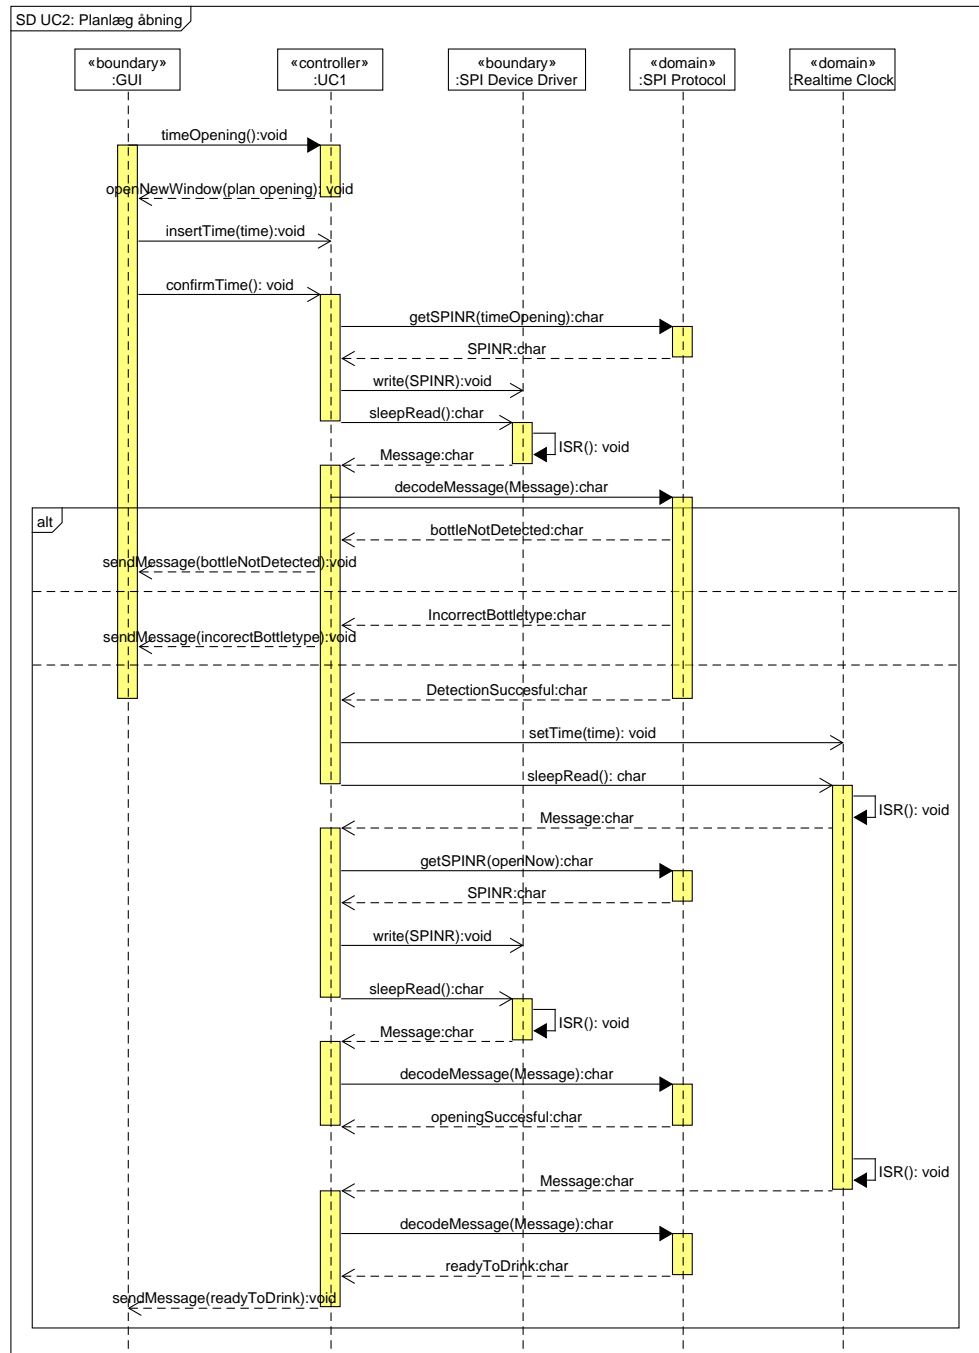 SD UC2: Planlæg åbning
«boundary»
:GUI
«controller»
:UC1
«boundary»
:SPI Device Driver
«domain»
:SPI Protocol
«domain»
:Realtime Clock
timeOpening():void
openNewWindow(plan opening): void
insertTime(time):void
confirmTime(): void
getSPINR(timeOpening):char
SPINR:char
write(SPINR):void
sleepRead():char
ISR(): void
Message:char
decodeMessage(Message):char
alt
bottleNotDetected:char
sendMessage(bottleNotDetected):void
IncorrectBottletype:char
sendMessage(incorectBottletype):void
DetectionSuccesful:char
setTime(time): void
sleepRead(): char
ISR(): void
Message:char
getSPINR(openNow):char
SPINR:char
write(SPINR):void
sleepRead():char
ISR(): void
Message:char
decodeMessage(Message):char
openingSuccesful:char
ISR(): void
Message:char
decodeMessage(Message):char
readyToDrink:char
sendMessage(readyToDrink):void